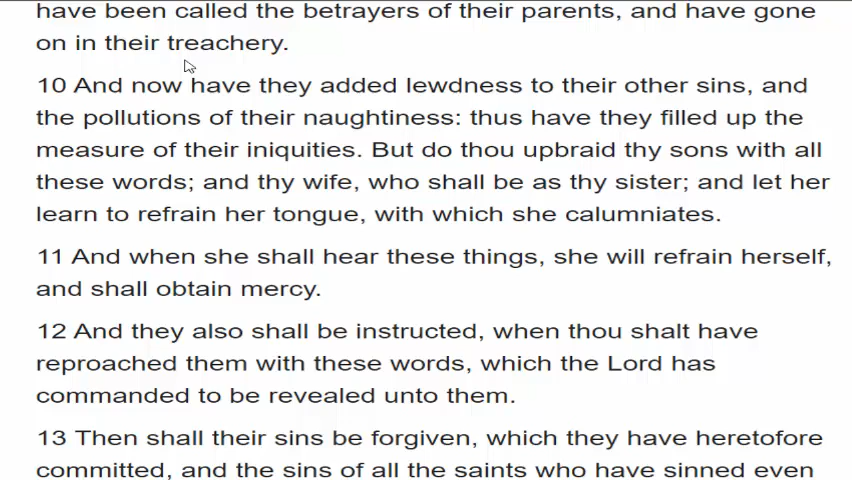 have been called the betrayers of their parents, and have gone
on in their treachery.
10 And now have they added lewdness to their other sins, and
the pollutions of their naughtiness: thus have they filled up the
measure of their iniquities. But do thou upbraid thy sons with all
these words; and thy wife, who shall be as thy sister; and let her
learn to refrain her tongue, with which she calumniates.
11 And when she shall hear these things, she will refrain herself,
and shall obtain mercy.
12 And they also shall be instructed, when thou shalt have
reproached them with these words, which the Lord has
commanded to be revealed unto them.
13 Then shall their sins be forgiven, which they have heretofore
committed, and the sins of all the saints who have sinned even